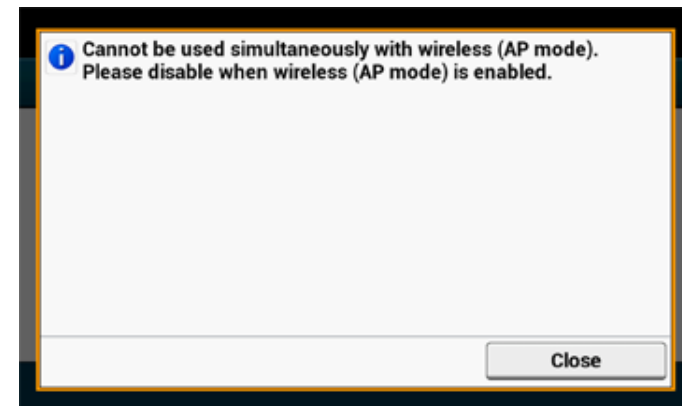 Cannot be used simultaneously with wireless (AP mode).
Please disable when wireless (AP mode) is enabled.
Close